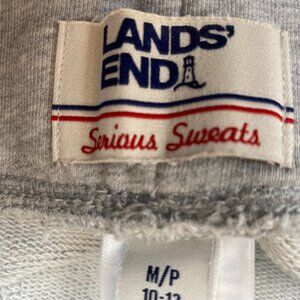 LANDS'
END
Serious Sweats
M/P
10-12